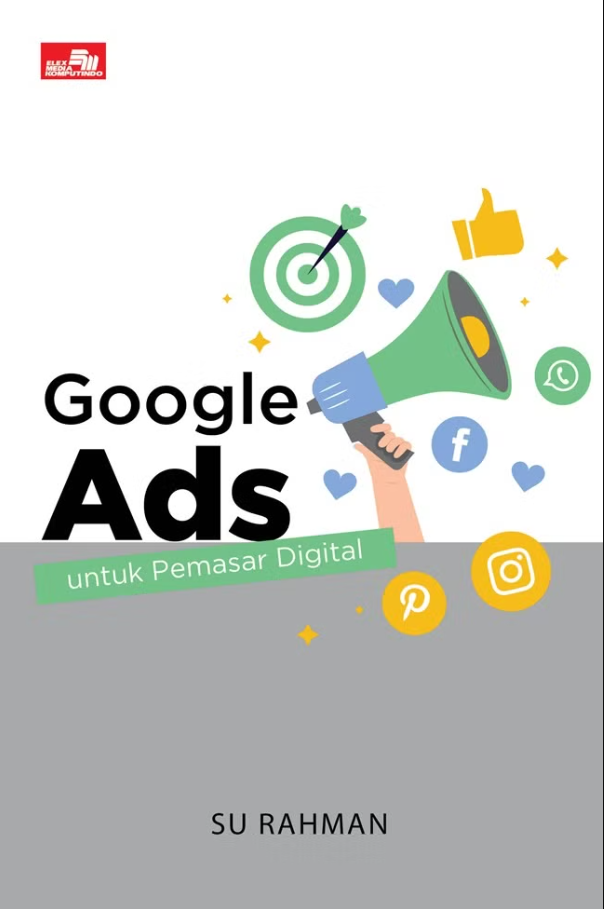 ELEX
MEDIA
KOMPUTINDO
Google
Ads
untuk Pemasar Digital
SU RAHMAN